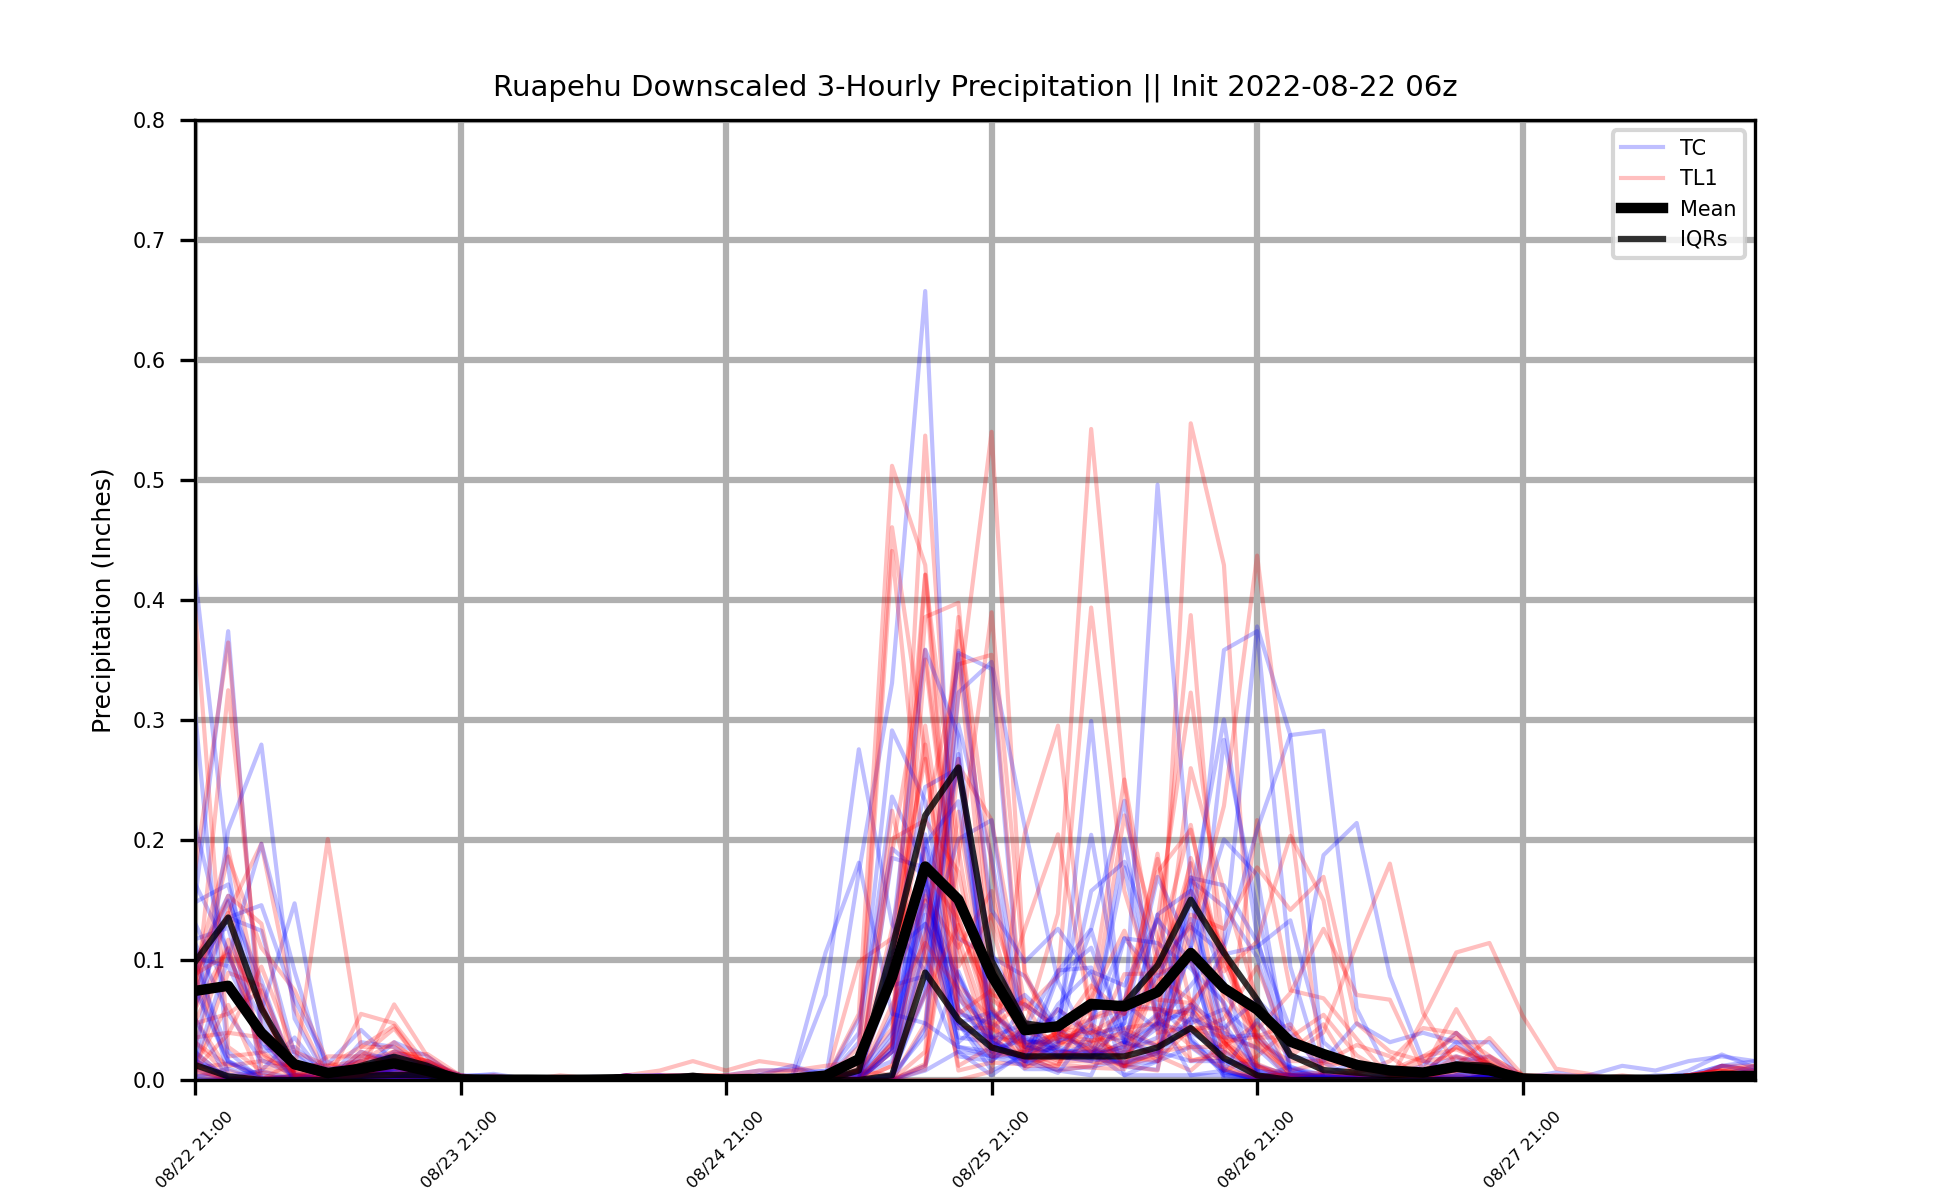 Ruapehu Downscaled 3-Hourly Precipitation || Init 2022-08-22 06z
Precipitation (Inches)
0.8
0.7
0.6
0.5
0.4
0.3
0.2
0.1
0.0
TC
TL1
Mean
IQRs
08/22 21:00
08/23 21:00
08/24 21:00
08/25 21:00
08/26 21:00
08/27 21:00